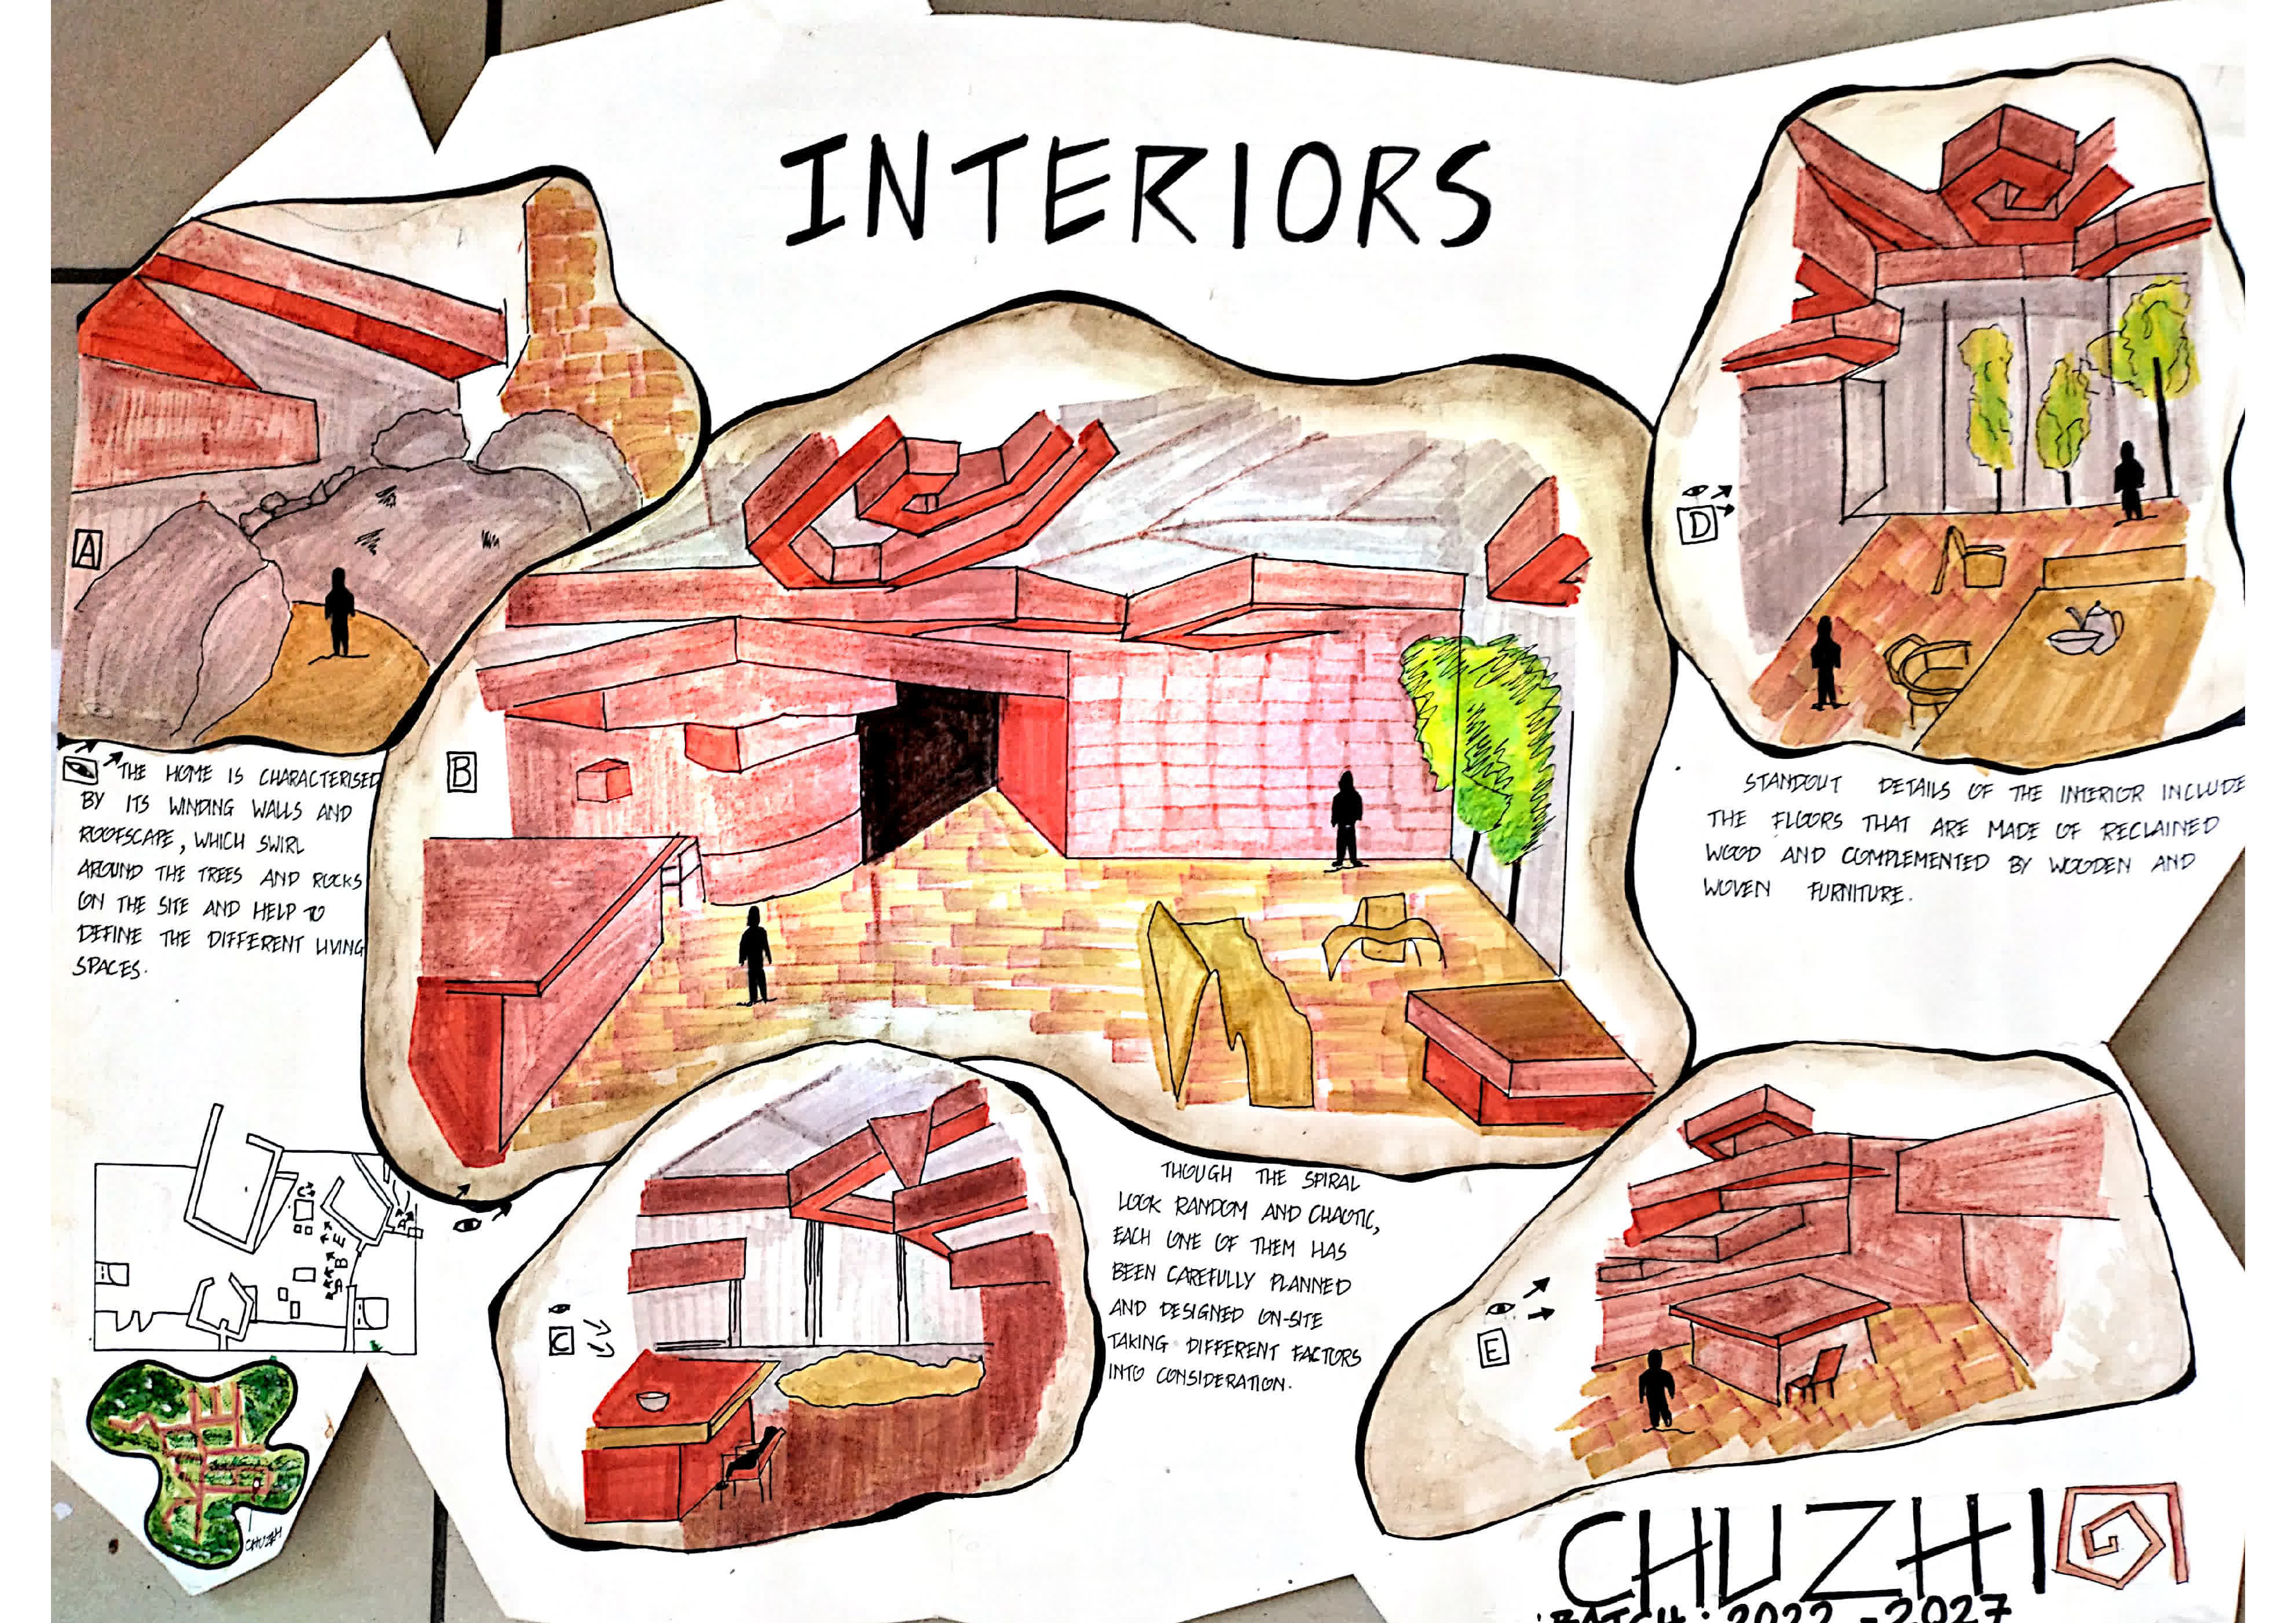 INTERIORS
A
THE HOME IS CHARACTERISED
BY ITS WINDING WALLS AND
ROOFSCAPE, WHICH SWIRL
AROUND THE TREES AND ROCKS
ON THE SITE AND HELP TO
DEFINE THE DIFFERENT LIVING
SPACES.
B
D
STANDOUT DETAILS OF THE INTERIOR INCLUDE
THE FLOORS THAT ARE MADE OF RECLAINED
WOOD AND COMPLEMENTED BY WOODEN AND
WOVEN FURNITURE.
C
THOUGH THE SPIRAL
LOOK RANDOM AND CHAOTIC,
EACH ONE OF THEM HAS
BEEN CAREFULLY PLANNED
AND DESIGNED ON-SITE
TAKING DIFFERENT FACTORS
INTO CONSIDERATION.
E
C
A
E
B
CHUZHI
CHUZHI
BATCH: 2022 - 2027